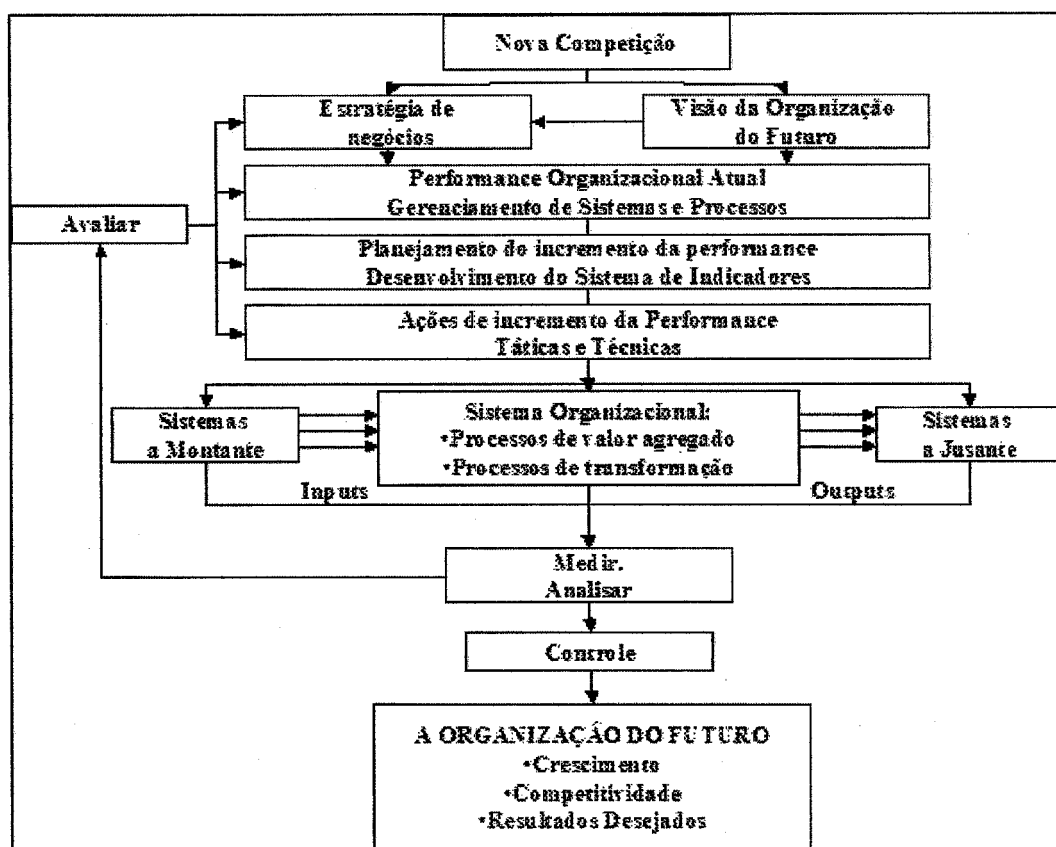 Nova Competição
Estratégia de
negócios
Visão da Organização
do Futuro
Performance Organizacional Atual
Gerenciamento de Sistemas e Processos
Avaliar
Planejamento do incremento da performance
Desenvolvimento do Sistema de Indicadores
Ações de incremento da Performance
Táticas e Técnicas
Sistemas
a Montante
Sistema Organizacional:
•Processos de valor agregado
•Processos de transformação
Sistemas
a Jusante
Inputs
Outputs
Medir.
Analisar
Controle
A ORGANIZAÇÃO DO FUTURO
•Crescimento
•Competitividade
•Resultados Desejados